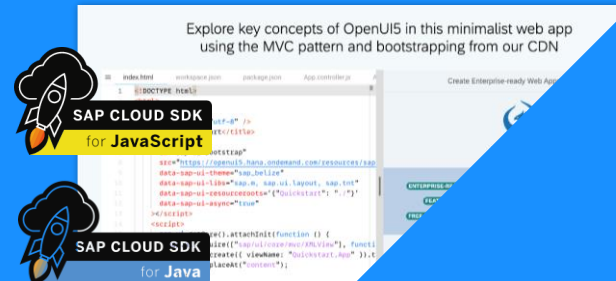 Explore key concepts of OpenUI5 in this minimalist web app
using the MVC pattern and bootstrapping from our CDN
index.html workspace.json package.json App.controller.js
Create Enterprise-ready Web App
1 <!DOCTYPE html>
SAP CLOUD SDK
for JavaScript
utf-8" />
rt</title>
ootstrap"
src="https://openui5.hana.ondemand.com/resources/sap
data-sap-ui-theme="sap_belize"
data-sap-ui-libs="sap.m, sap.ui.layout, sap.tnt"
data-sap-ui-resourceroots='{"Quickstart": "./"}'
data-sap-ui-async="true"
></script>
<script>
().attachInit(function () {
(["sap/ui/core/mvc/XMLView"], functi
create({ viewName: "Quickstart.App" }).t
placeAt("content");
SAP CLOUD SDK
for Java